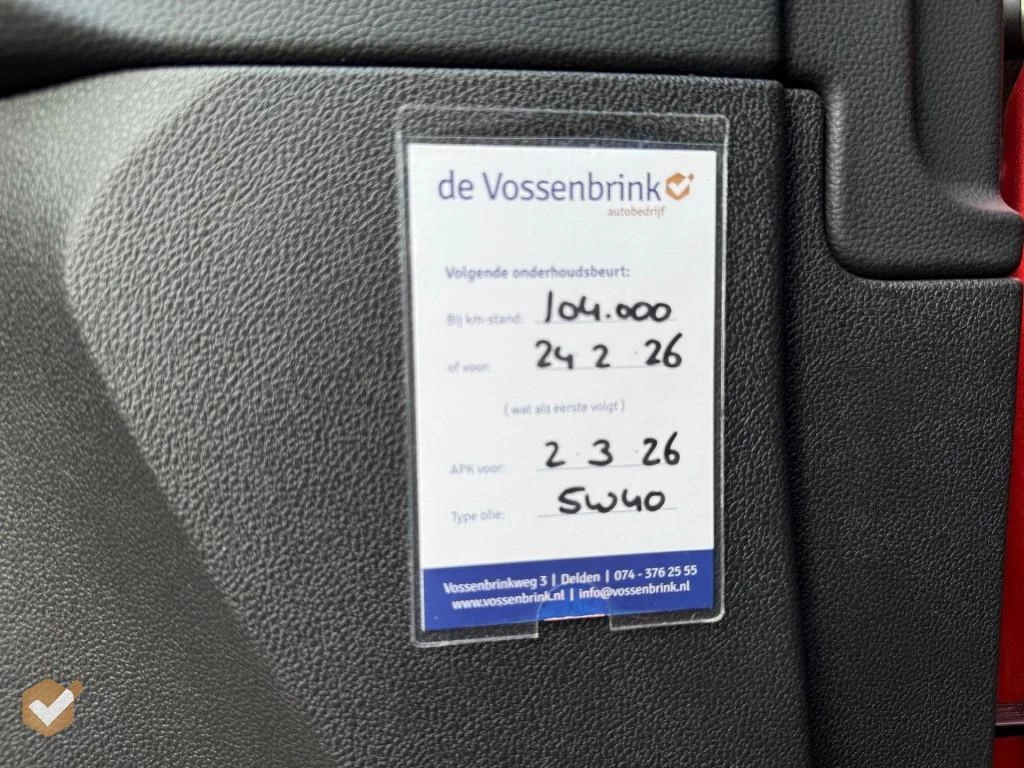 de Vossenbrink
autobedrijf
Volgende onderhoudsbeurt:
Bij km-stand: 104.000
of voor: 24 2 26
( wat als eerste volgt )
APK voor: 2 3 26
Type olie: 5W40
Vossenbrinkweg 3 | Delden | 074 - 376 25 55
www.vossenbrink.nl | info@vossenbrink.nl